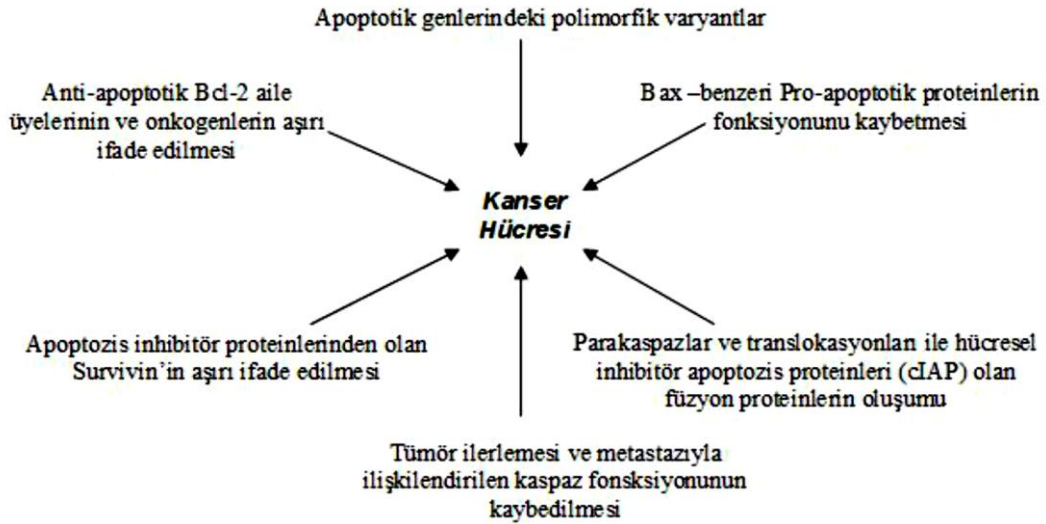 Apoptotik genlerindeki polimorfik varyantlar
Anti-apoptotik Bcl-2 aile
üyelerinin ve onkogenlerin aşırı
ifade edilmesi
Bax –benzeri Pro-apoptotik proteinlerin
fonksiyonunu kaybetmesi
Kanser
Hücresi
Apoptozis inhibitör proteinlerinden olan
Survivin’in aşırı ifade edilmesi
Parakaspazlar ve translokasyonları ile hücresel
inhibitör apoptozis proteinleri (cIAP) olan
füzyon proteinlerin oluşumu
Tümör ilerlemesi ve metastazıyla
ilişkilendirilen kaspaz fonsksiyonunun
kaybedilmesi